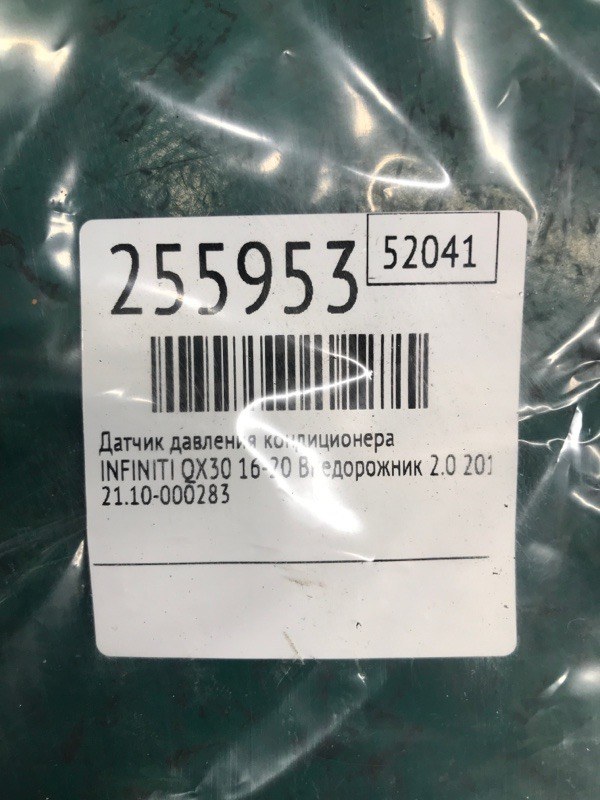 255953
52041
Датчик давления кондиционера
INFINITI QX30 16-20 Внедорожник 2.0 201
21.10-000283